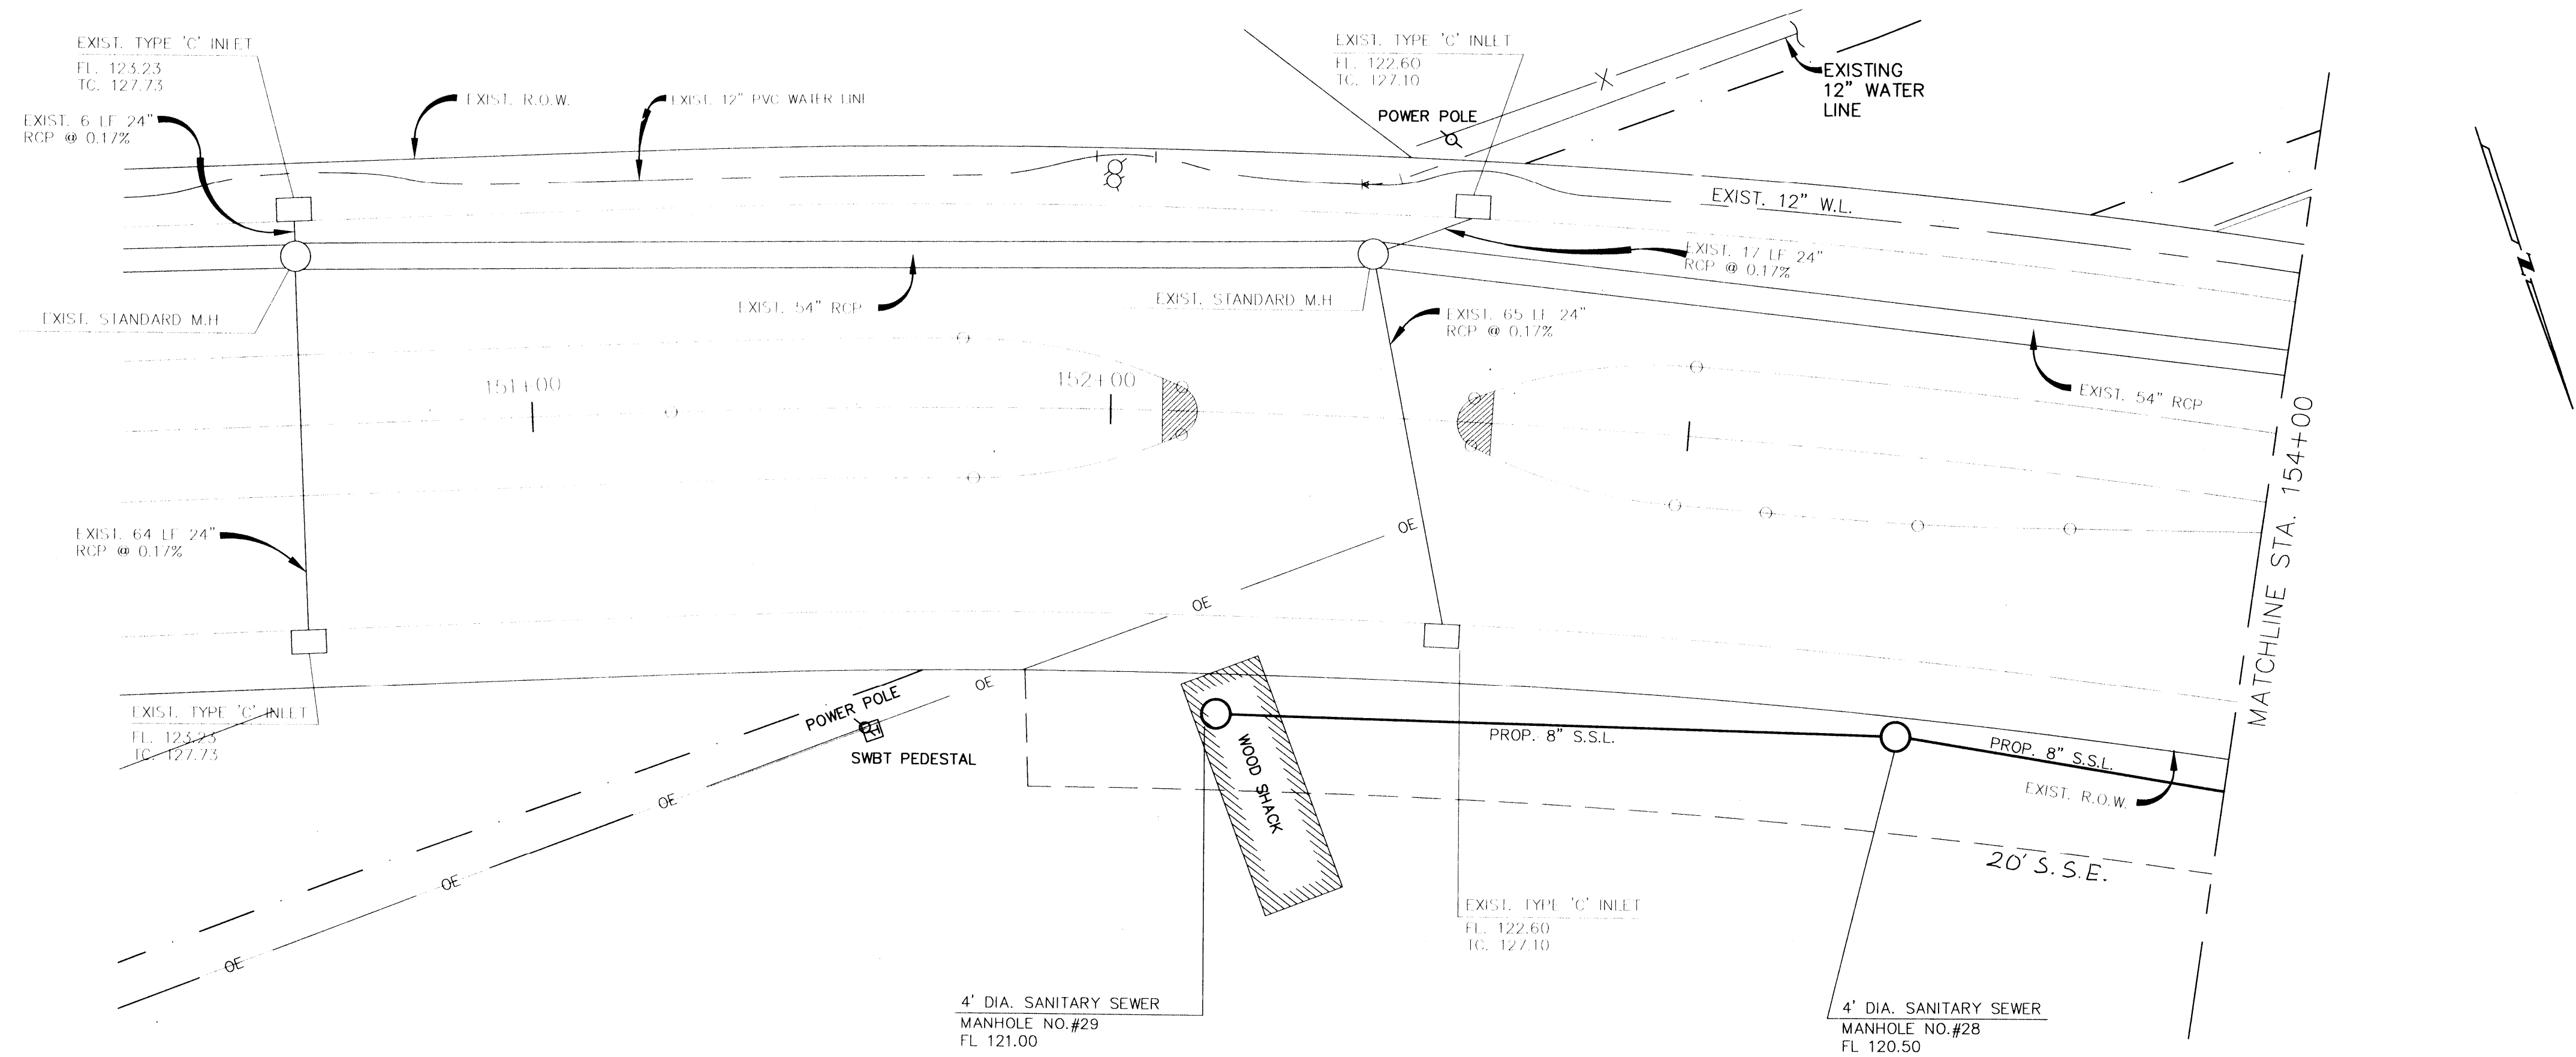 EXIST. TYPE 'C' INLET
FL. 123.23
TC. 127.73
EXIST. 6 LF 24"
RCP @ 0.17%
EXIST. R.O.W.
EXIST. 12" PVC WATER LINE
EXIST. TYPE 'C' INLET
FL. 122.60
TC. 127.10
POWER POLE
EXISTING
12" WATER
LINE
EXIST. 12" W.L.
EXIST. 17 LF 24"
RCP @ 0.17%
EXIST. STANDARD M.H
EXIST. 54" RCP
EXIST. STANDARD M.H
EXIST. 65 LF 24"
RCP @ 0.17%
151+00
152+00
EXIST. 54" RCP
MATCHLINE STA. 154+00
N
EXIST. 64 LF 24"
RCP @ 0.17%
OE
OE
OE
OE
OE
OE
EXIST. TYPE 'C' INLET
FL. 123.23
TC. 127.73
POWER POLE
SWBT PEDESTAL
WOOD SHACK
PROP. 8" S.S.L.
PROP. 8" S.S.L.
EXIST. R.O.W.
20' S.S.E.
EXIST. TYPE 'C' INLET
FL. 122.60
TC. 127.10
4' DIA. SANITARY SEWER
MANHOLE NO.#29
FL 121.00
4' DIA. SANITARY SEWER
MANHOLE NO.#28
FL 120.50